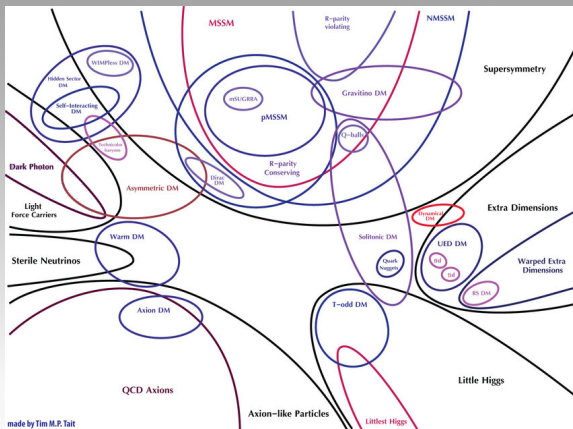 MSSM
R-parity
violating
NMSSM
WIMPless DM
Supersymmetry
Hidden Sector
DM
Gravitino DM
mSUGRA
Self-Interacting
DM
pMSSM
Q-balls
Technicolor
Baryons
R-parity
Conserving
Dark Photon
Dirac
DM
Asymmetric DM
Extra Dimensions
Light
Force Carriers
Dynamical
DM
Warm DM
Solitonic DM
UED DM
Sterile Neutrinos
Quark
Nuggets
6d
5d
Warped Extra
Dimensions
RS DM
Axion DM
T-odd DM
QCD Axions
Little Higgs
Axion-like Particles
Littlest Higgs
made by Tim M.P. Tait